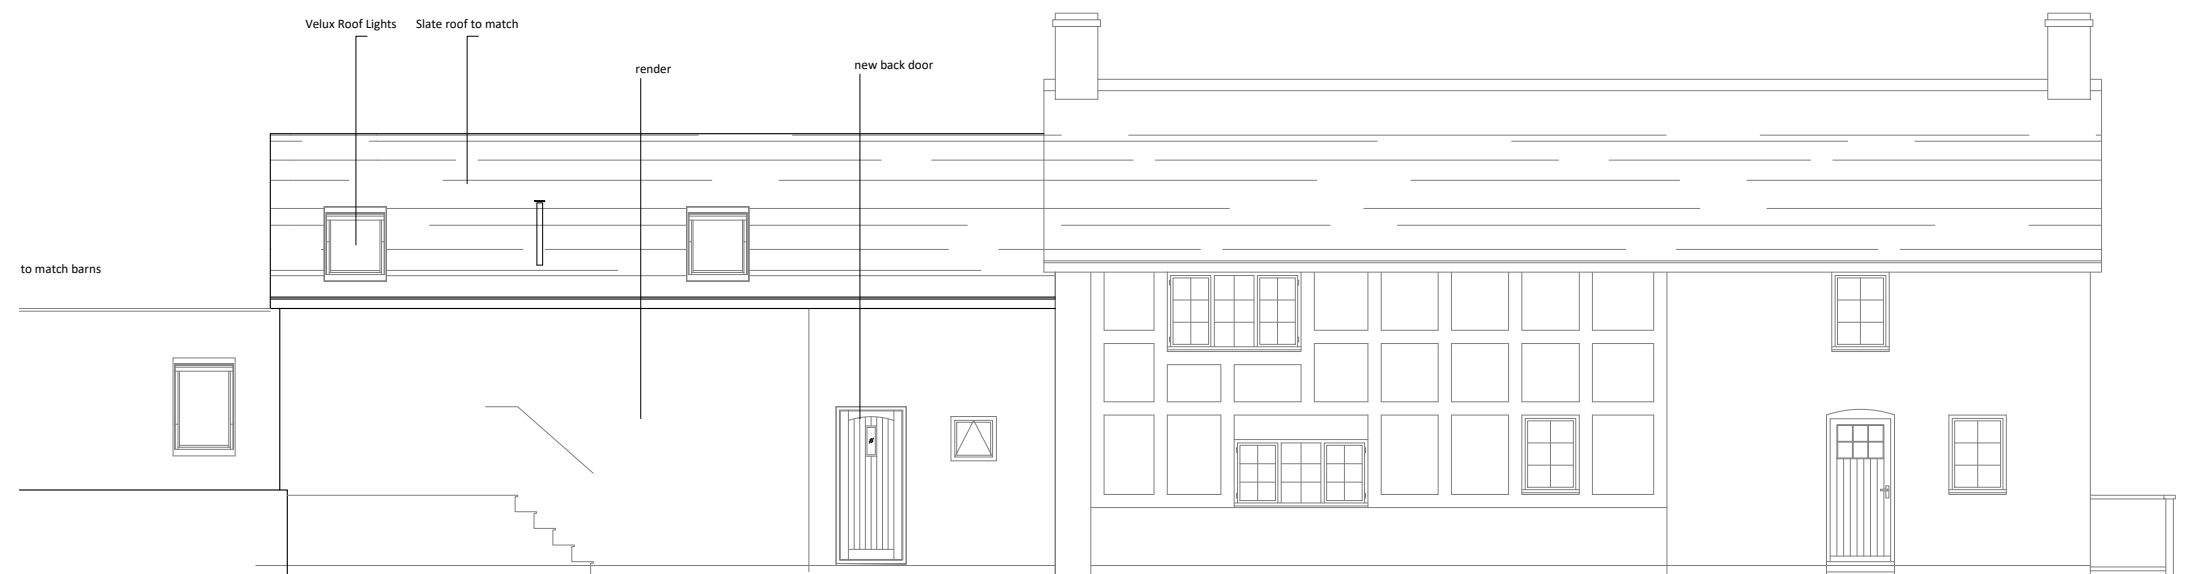 Velux Roof Lights
Slate roof to match
render
new back door
to match barns